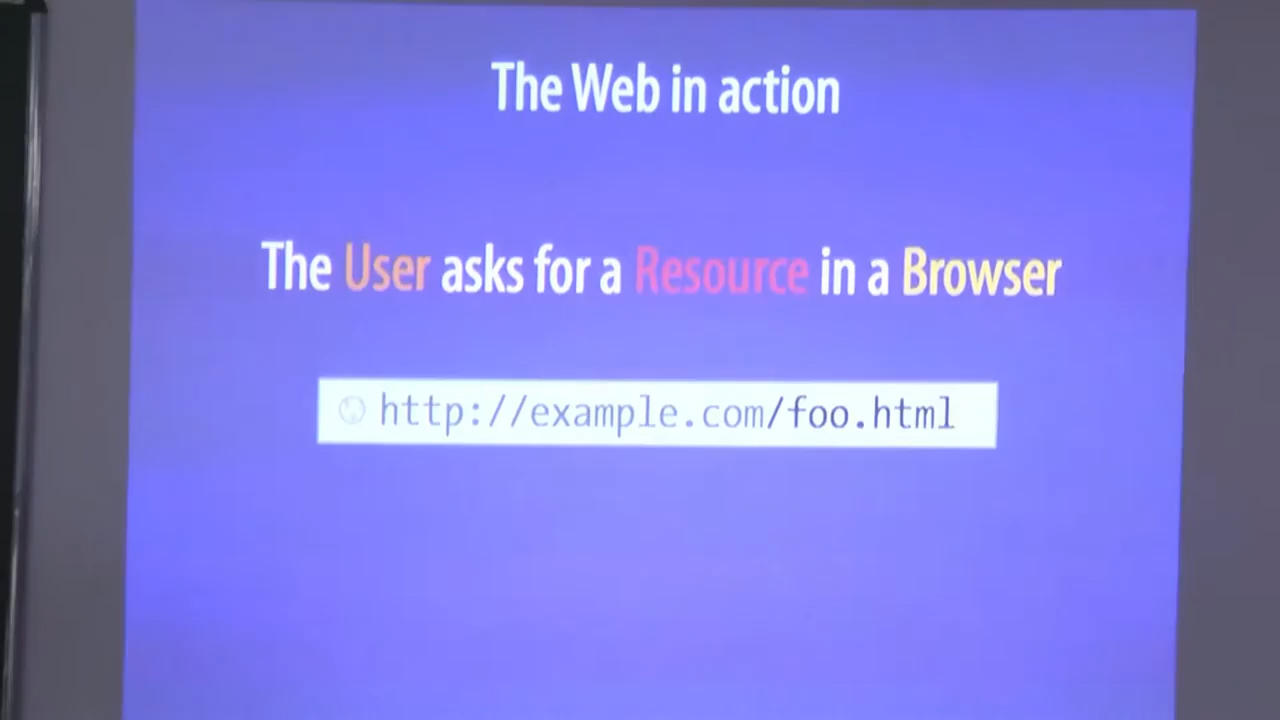 The Web in action
The User asks for a Resource in a Browser
http://example.com/foo.html